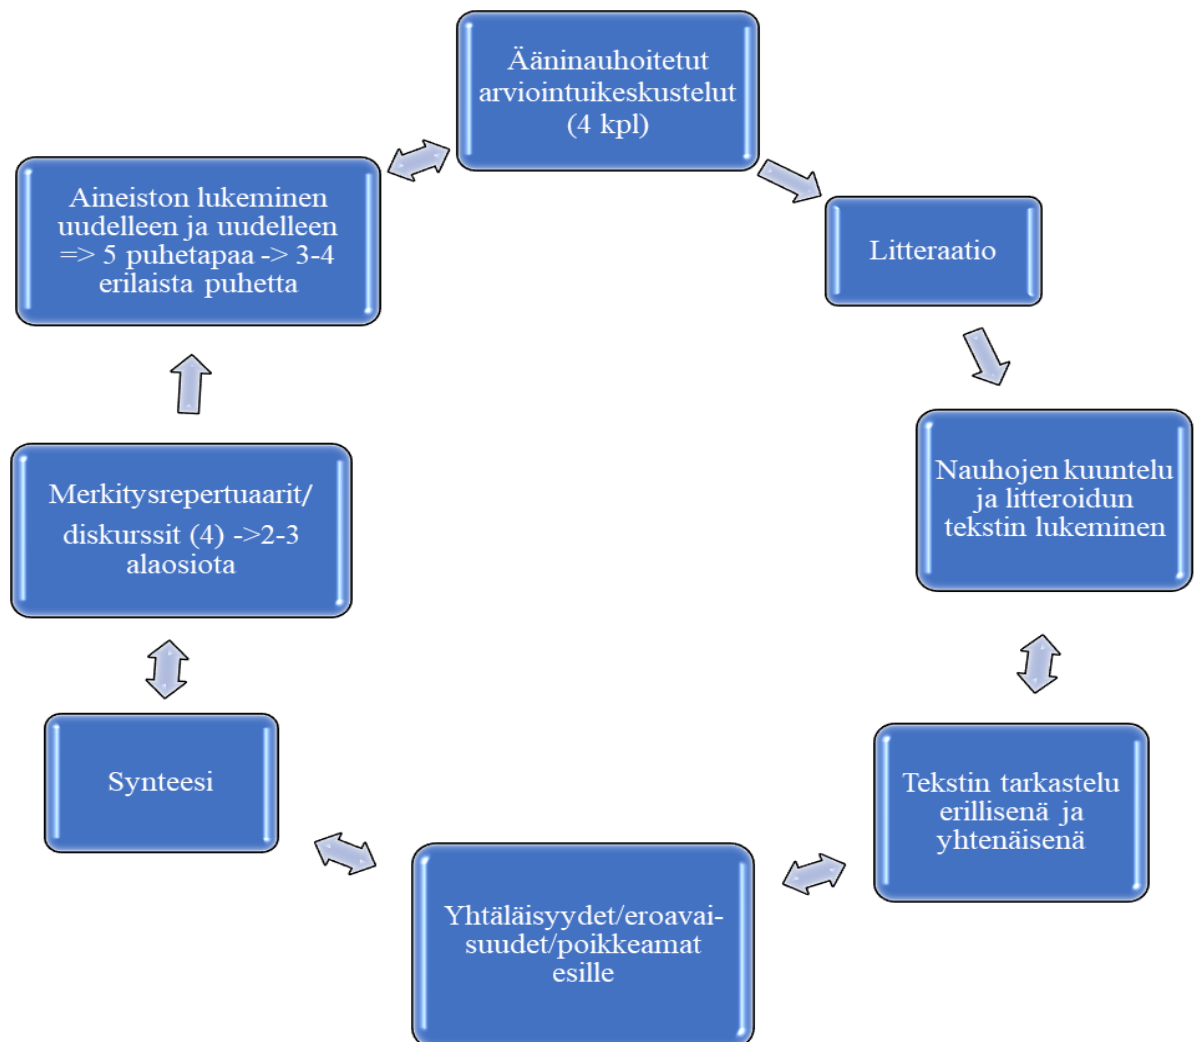 Ääninauhoitetut
arviointuikeskustelut
(4 kpl)
Litteraatio
Nauhojen kuuntelu
ja litteroidun
tekstin lukeminen
Tekstin tarkastelu
erillisenä ja
yhtenäisenä
Yhtäläisyydet/eroavai-
suudet/poikkeamat
esille
Synteesi
Merkitysrepertuaarit/
diskurssit (4) ->2-3
alaosiota
Aineiston lukeminen
uudelleen ja uudelleen
=> 5 puhetapaa -> 3-4
erilaista puhetta